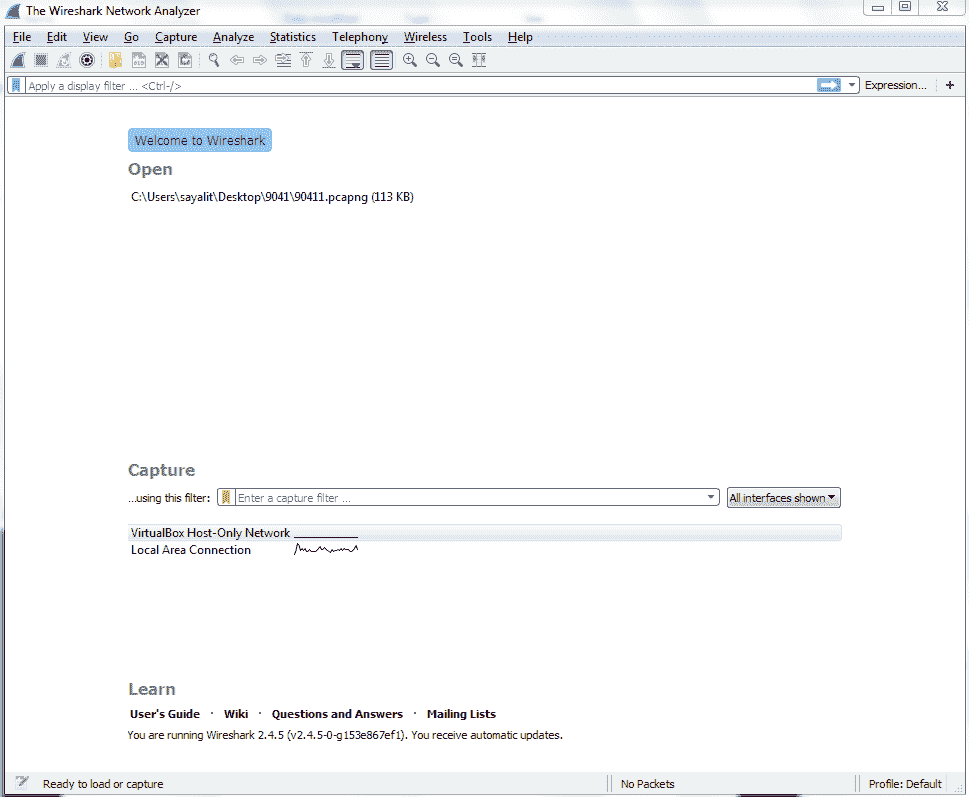 The Wireshark Network Analyzer
File Edit View Go Capture Analyze Statistics Telephony Wireless Tools Help
Apply a display filter ... <Ctrl-/> Expression... +
Welcome to Wireshark
Open
C:\Users\sayalit\Desktop\9041\90411.pcapng (113 KB)
Capture
...using this filter: Enter a capture filter ... All interfaces shown
VirtualBox Host-Only Network
Local Area Connection
Learn
User's Guide · Wiki · Questions and Answers · Mailing Lists
You are running Wireshark 2.4.5 (v2.4.5-0-g153e867ef1). You receive automatic updates.
Ready to load or capture No Packets Profile: Default